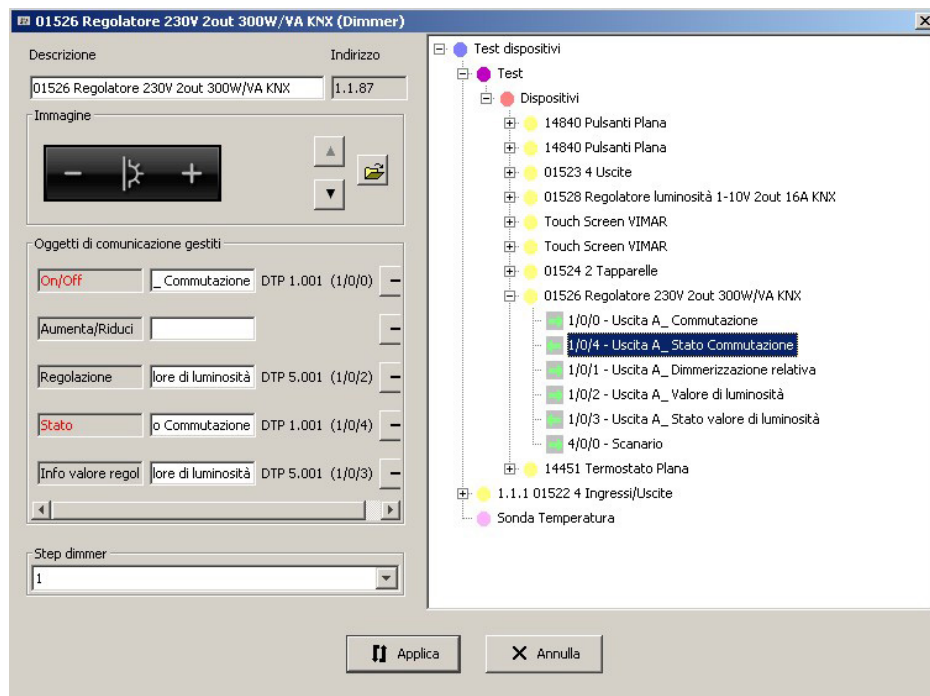 01526 Regolatore 230V 2out 300W/VA KNX (Dimmer)
Descrizione
Indirizzo
01526 Regolatore 230V 2out 300W/VA KNX
1.1.87
Immagine
Oggetti di comunicazione gestiti
On/Off
_ Commutazione
DTP 1.001 (1/0/0)
Aumenta/Riduci
Regolazione
lore di luminosità
DTP 5.001 (1/0/2)
Stato
o Commutazione
DTP 1.001 (1/0/4)
Info valore regol
lore di luminosità
DTP 5.001 (1/0/3)
Step dimmer
1
Test dispositivi
Test
Dispositivi
14840 Pulsanti Plana
14840 Pulsanti Plana
01523 4 Uscite
01528 Regolatore luminosità 1-10V 2out 16A KNX
Touch Screen VIMAR
Touch Screen VIMAR
01524 2 Tapparelle
01526 Regolatore 230V 2out 300W/VA KNX
1/0/0 - Uscita A_ Commutazione
1/0/4 - Uscita A_ Stato Commutazione
1/0/1 - Uscita A_ Dimmerizzazione relativa
1/0/2 - Uscita A_ Valore di luminosità
1/0/3 - Uscita A_ Stato valore di luminosità
4/0/0 - Scanario
14451 Termostato Plana
1.1.1 01522 4 Ingressi/Uscite
Sonda Temperatura
Applica
Annulla